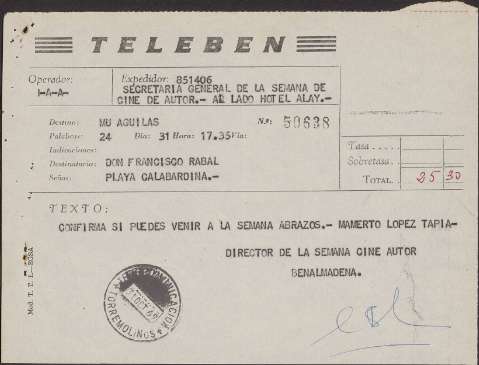 TELEBEN
Operador: Expedidor: 851406
I-A-A- SECRETARIA GENERAL DE LA SEMANA DE
CINE DE AUTOR.- AL LADO HOTEL ALAY.-
Destino: MU AGUILAS N.º: 50638
Palabras: 24 Día: 31 Hora: 17.35 Vía:
Indicaciones:
Destinatario: DON FRANCISCO RABAL
Señas: PLAYA CALABARDINA.-
Tasa
Sobretasa
TOTAL 25 30
TEXTO:
CONFIRMA SI PUEDES VENIR A LA SEMANA ABRAZOS.- MAMERTO LOPEZ TAPIA-
DIRECTOR DE LA SEMANA CINE AUTOR
BENALMADENA.
TORREMOLINOS
Mod. T. T. L.